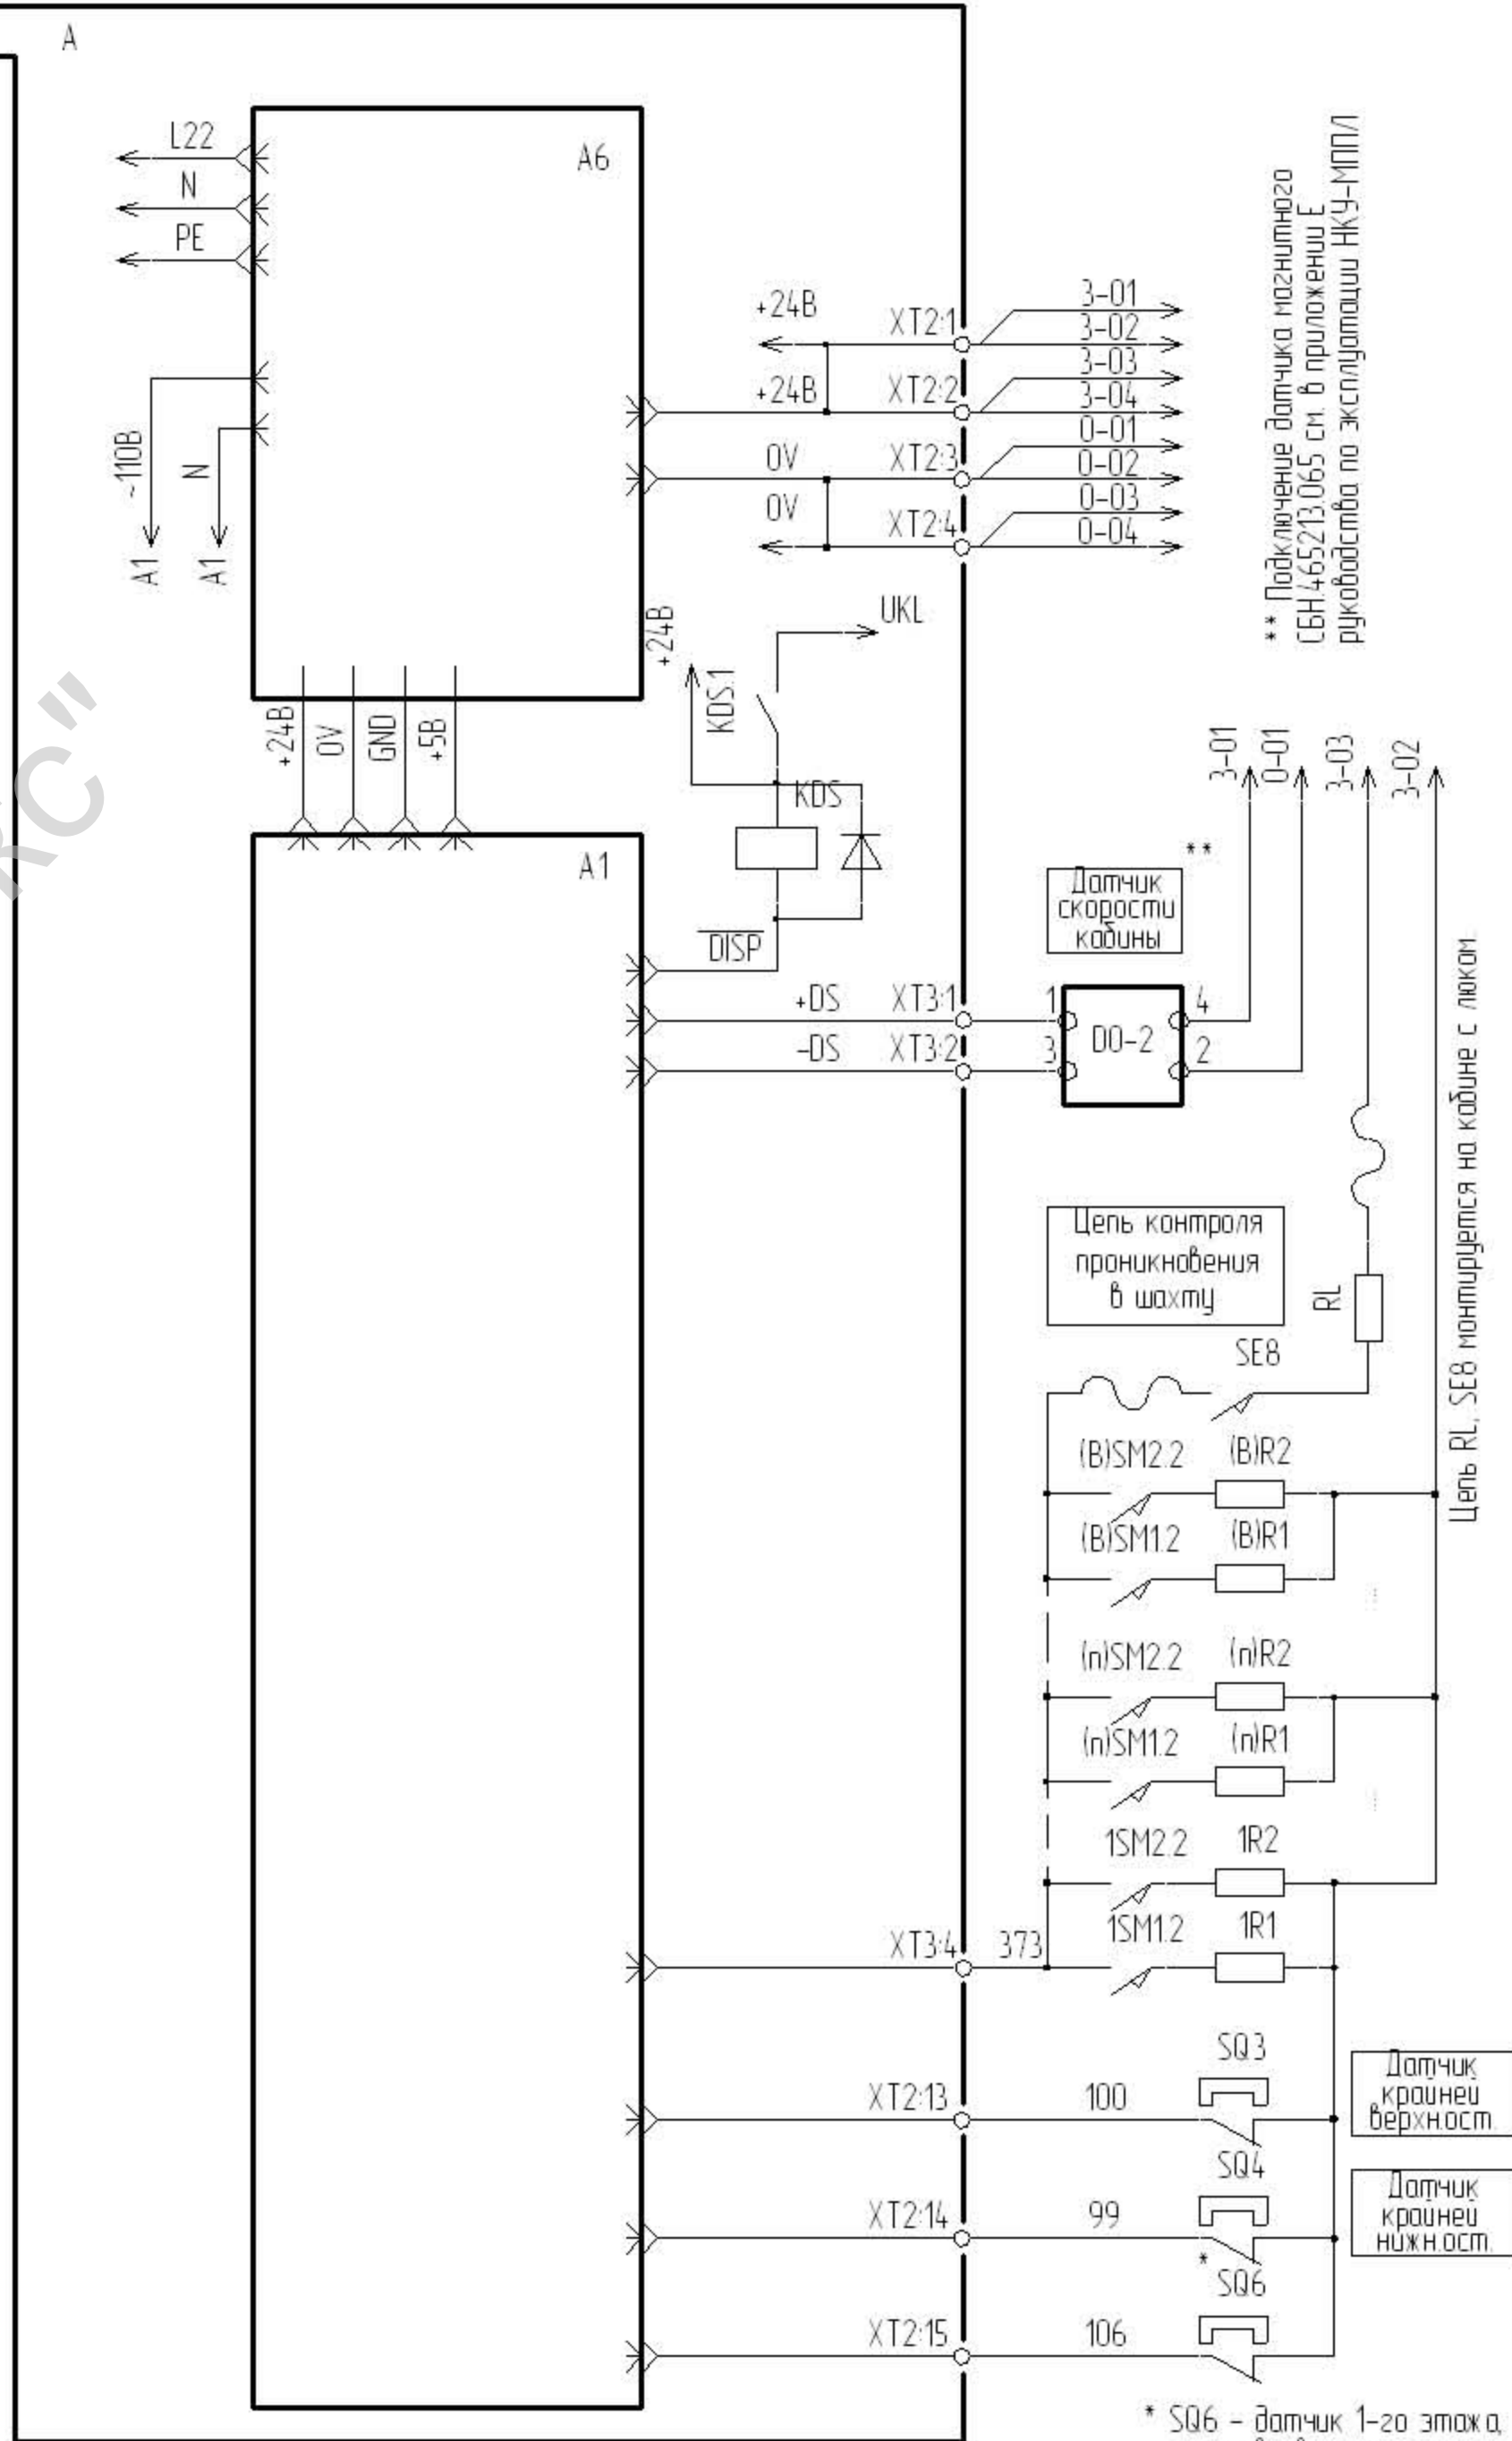 A
L22
A6
N
PE
~110В
N
A1
A1
+24В
XT2:1
3-01
3-02
+24В
XT2:2
3-03
3-04
0V
XT2:3
0-01
0-02
0V
XT2:4
0-03
0-04
** Подключение датчика магнитного
СБН.465213.065 см. в приложении Е
руководства по эксплуатации НКУ-МППЛ
+24В
UKL
KDS.1
+24В
0V
GND
+5В
KDS
A1
3-01
0-01
3-03
3-02
**
Датчик
скорости
кабины
DISP
+DS
XT3:1
1
4
D0-2
-DS
XT3:2
3
2
Цепь контроля
проникновения
в шахту
RL
SE8
Цепь RL, SE8 монтируется на кабине с люком
(B)SM2.2
(B)R2
(B)SM1.2
(B)R1
(n)SM2.2
(n)R2
(n)SM1.2
(n)R1
1SM2.2
1R2
1SM1.2
1R1
XT3:4
373
SQ3
XT2:13
100
Датчик
крайней
верхн.ост.
SQ4
XT2:14
99
Датчик
крайней
нижн.ост.
*
SQ6
XT2:15
106
* SQ6 - датчик 1-го этажа,
RC"